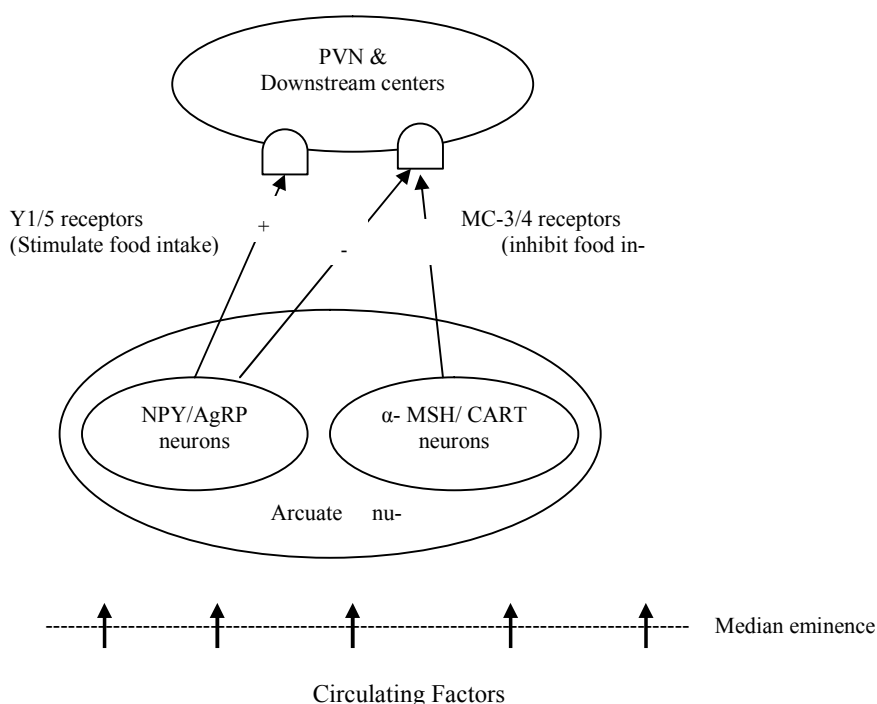 PVN &
Downstream centers
Y1/5 receptors
(Stimulate food intake)
+
-
MC-3/4 receptors
(inhibit food in-
NPY/AgRP
neurons
α- MSH/ CART
neurons
Arcuate nu-
Median eminence
Circulating Factors